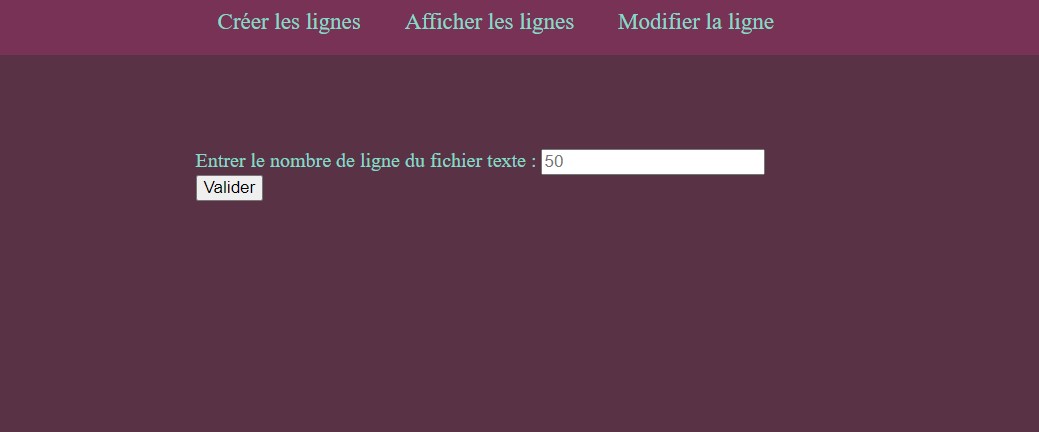 Créer les lignes Afficher les lignes Modifier la ligne
Entrer le nombre de ligne du fichier texte : 50
Valider